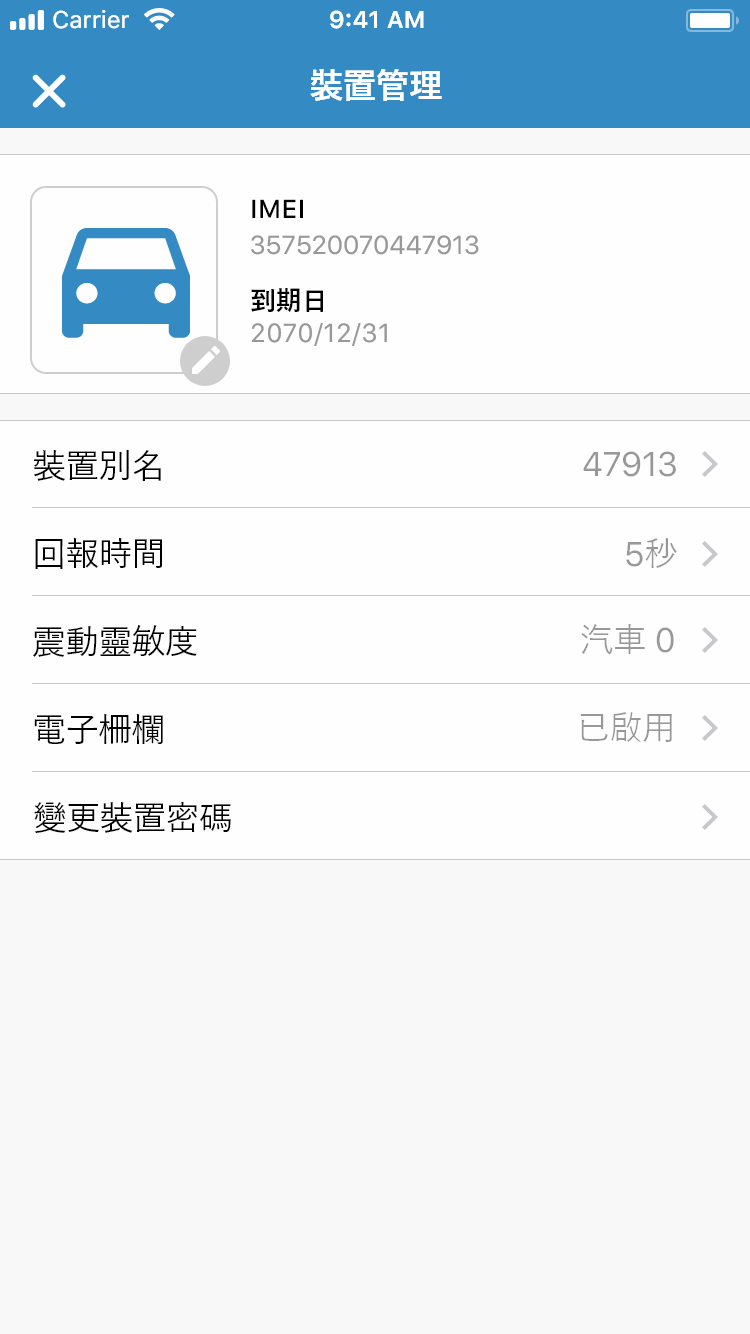 Carrier 9:41 AM
裝置管理
IMEI
357520070447913
到期日
2070/12/31
裝置別名 47913
回報時間 5秒
震動靈敏度 汽車 0
電子柵欄 已啟用
變更裝置密碼